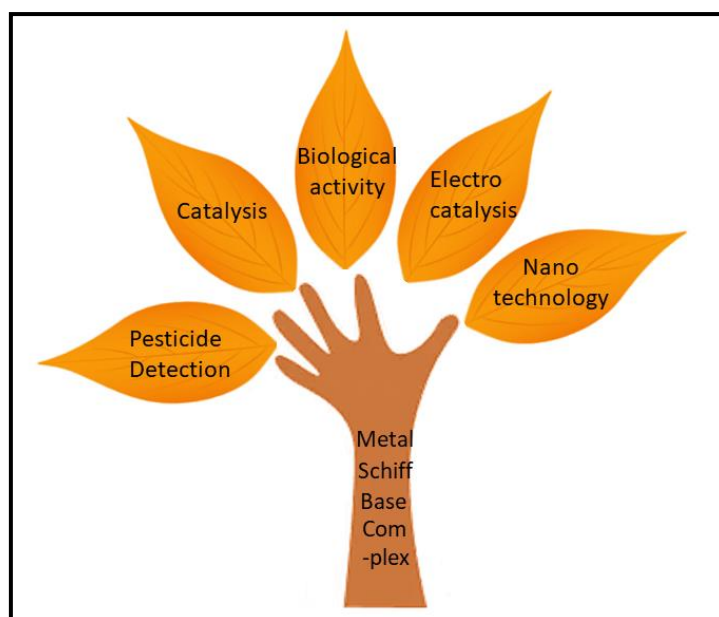 Biological
activity
Catalysis
Electro
catalysis
Nano
technology
Pesticide
Detection
Metal
Schiff
Base
Com
-plex